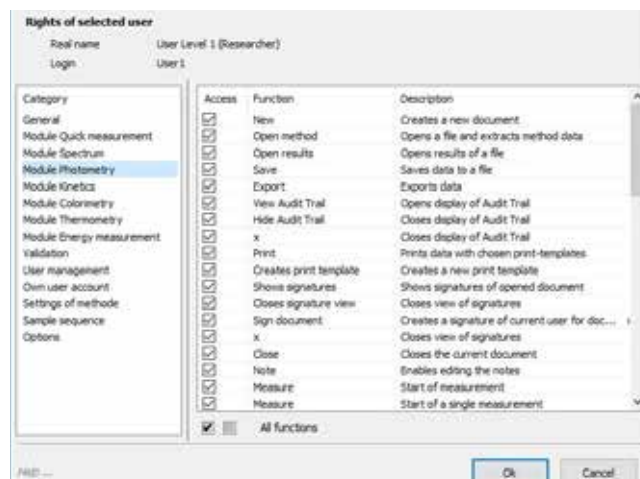 Rights of selected user
Real name User Level 1 (Researcher)
Login User1
Category
General
Module Quick measurement
Module Spectrum
Module Photometry
Module Kinetics
Module Colorimetry
Module Thermometry
Module Energy measurement
Validation
User management
Own user account
Settings of methode
Sample sequence
Options
Access Function Description
New Creates a new document
Open method Opens a file and extracts method data
Open results Opens results of a file
Save Saves data to a file
Export Exports data
View Audit Trail Opens display of Audit Trail
Hide Audit Trail Closes display of Audit Trail
x Closes display of Audit Trail
Print Prints data with chosen print-templates
Creates print template Creates a new print template
Shows signatures Shows signatures of opened document
Closes signature view Closes view of signatures
Sign document Creates a signature of current user for doc...
x Closes view of signatures
Close Closes the current document
Note Enables editing the notes
Measure Start of measurement
Measure Start of a single measurement
All functions
Ok Cancel